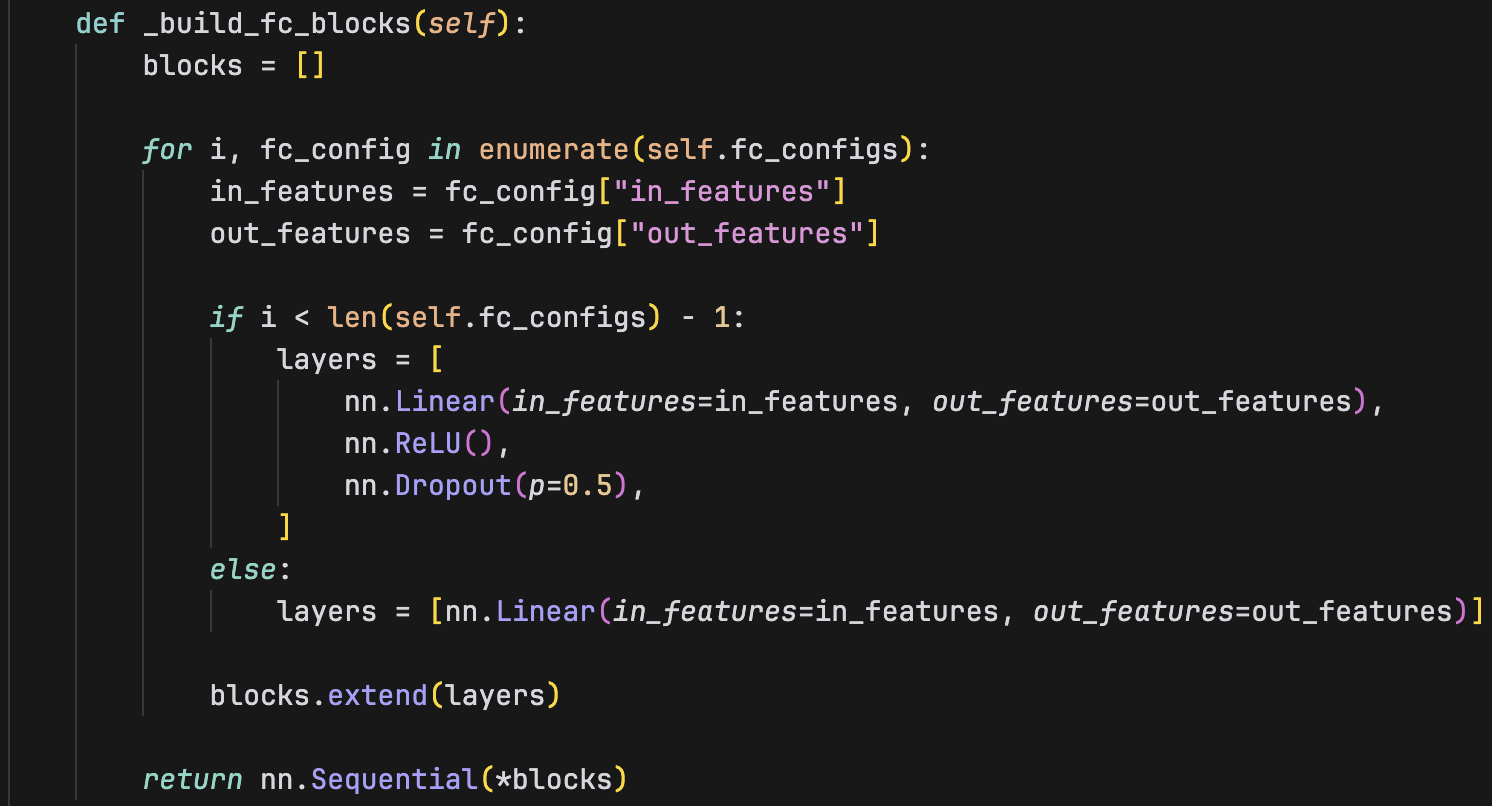 def _build_fc_blocks(self):
blocks = []
for i, fc_config in enumerate(self.fc_configs):
in_features = fc_config["in_features"]
out_features = fc_config["out_features"]
if i < len(self.fc_configs) - 1:
layers = [
nn.Linear(in_features=in_features, out_features=out_features),
nn.ReLU(),
nn.Dropout(p=0.5),
]
else:
layers = [nn.Linear(in_features=in_features, out_features=out_features)]
blocks.extend(layers)
return nn.Sequential(*blocks)